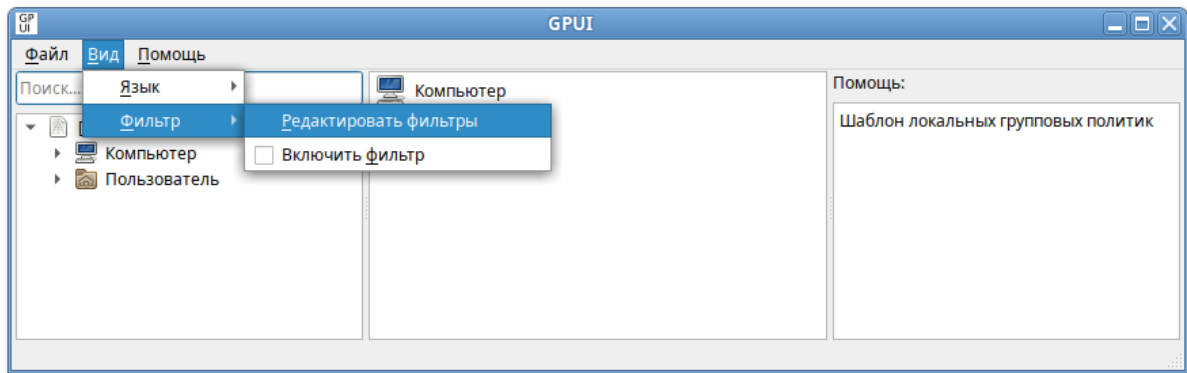 GP
UI
GPUI
Файл Вид Помощь
Поиск...
Язык
Фильтр
Редактировать фильтры
Включить фильтр
Компьютер
Пользователь
Компьютер
Помощь:
Шаблон локальных групповых политик